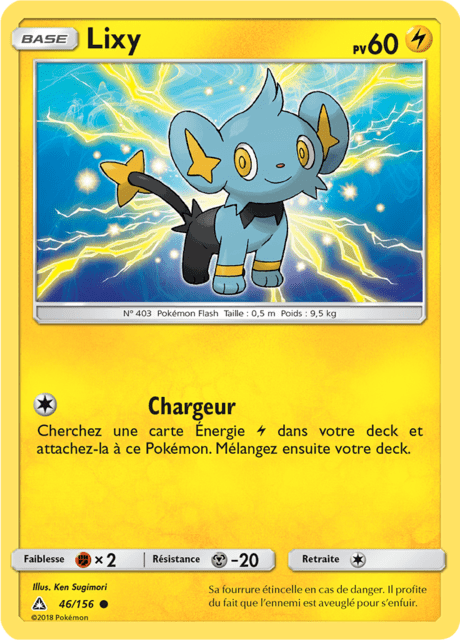 BASE Lixy PV60
N° 403 Pokémon Flash Taille : 0,5 m Poids : 9,5 kg
Chargeur
Cherchez une carte Énergie dans votre deck et
attachez-la à ce Pokémon. Mélangez ensuite votre deck.
Faiblesse ×2 Résistance -20 Retraite
Illus. Ken Sugimori
46/156
©2018 Pokémon
Sa fourrure étincelle en cas de danger. Il profite
du fait que l'ennemi est aveuglé pour s'enfuir.